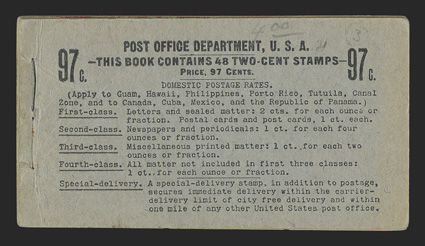 4.00
3
POST OFFICE DEPARTMENT, U. S. A.
97 c. —THIS BOOK CONTAINS 48 TWO-CENT STAMPS— 97 c.
PRICE, 97 CENTS.
DOMESTIC POSTAGE RATES.
(Apply to Guam, Hawaii, Philippines, Porto Rico, Tutuila, Canal
Zone, and to Canada, Cuba, Mexico, and the Republic of Panama.)
First-class. Letters and sealed matter: 2 cts. for each ounce or
fraction. Postal cards and post cards, 1 ct. each.
Second-class. Newspapers and periodicals: 1 ct. for each four
ounces or fraction.
Third-class. Miscellaneous printed matter: 1 ct. for each two
ounces or fraction.
Fourth-class. All matter not included in first three classes:
1 ct. for each ounce or fraction.
Special-delivery. A special-delivery stamp, in addition to postage,
secures immediate delivery within the carrier-
delivery limit of city free delivery and within
one mile of any other United States post office.